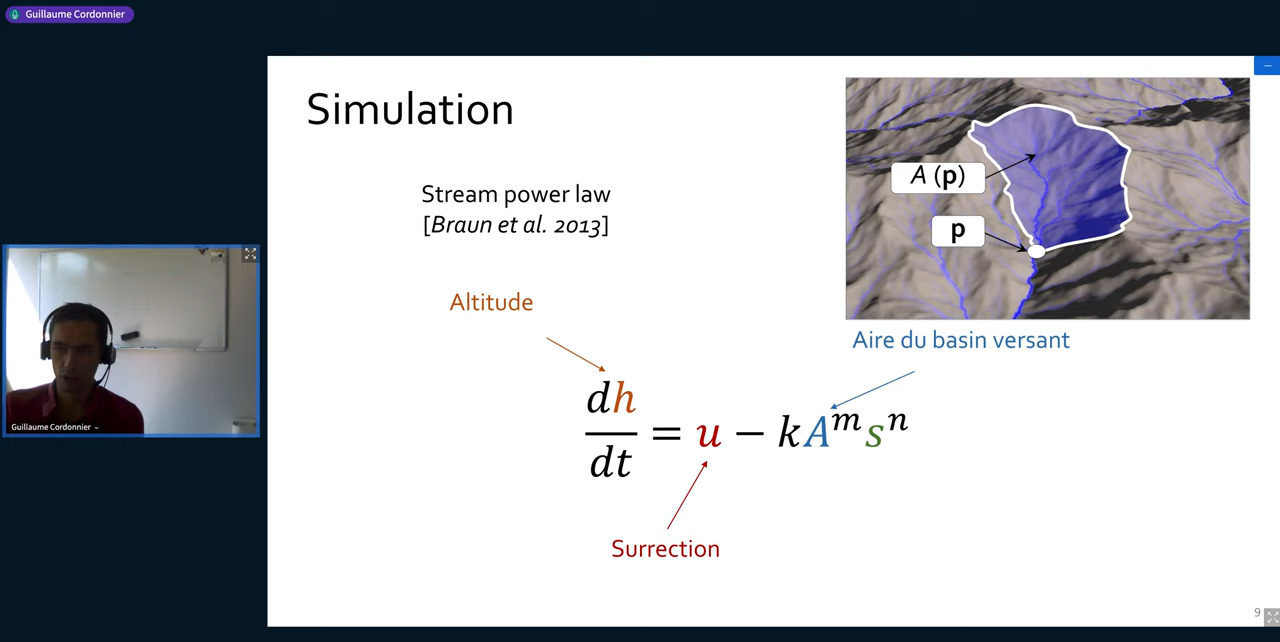 Guillaume Cordonnier
Simulation
Stream power law
[Braun et al. 2013]
A (p)
p
Altitude
Aire du basin versant
dh/dt = u − kAᵐsⁿ
Surrection
Guillaume Cordonnier
9